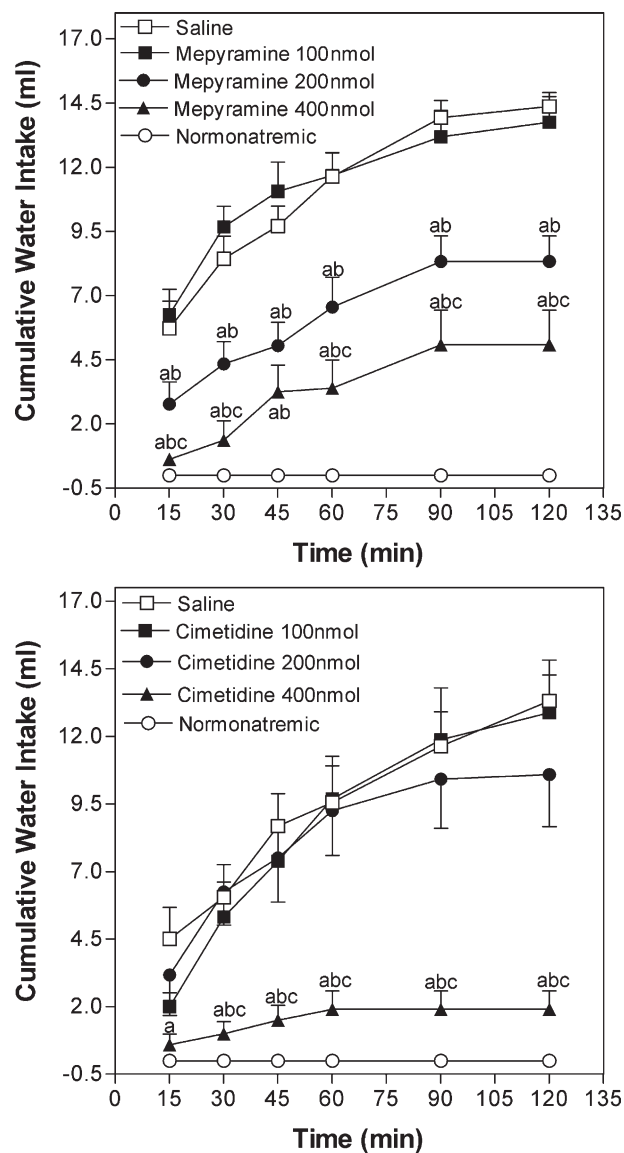 17.0
Saline
Mepyramine 100nmol
14.5
Mepyramine 200nmol
Mepyramine 400nmol
Normonatremic
12.0
9.5
7.0
4.5
2.0
-0.5
Cumulative Water Intake (ml)
ab ab ab ab ab ab
abc abc ab abc abc abc
0 15 30 45 60 75 90 105 120 135
Time (min)
17.0
Saline
Cimetidine 100nmol
14.5
Cimetidine 200nmol
Cimetidine 400nmol
Normonatremic
12.0
9.5
7.0
4.5
2.0
-0.5
Cumulative Water Intake (ml)
a abc abc abc abc abc
0 15 30 45 60 75 90 105 120 135
Time (min)